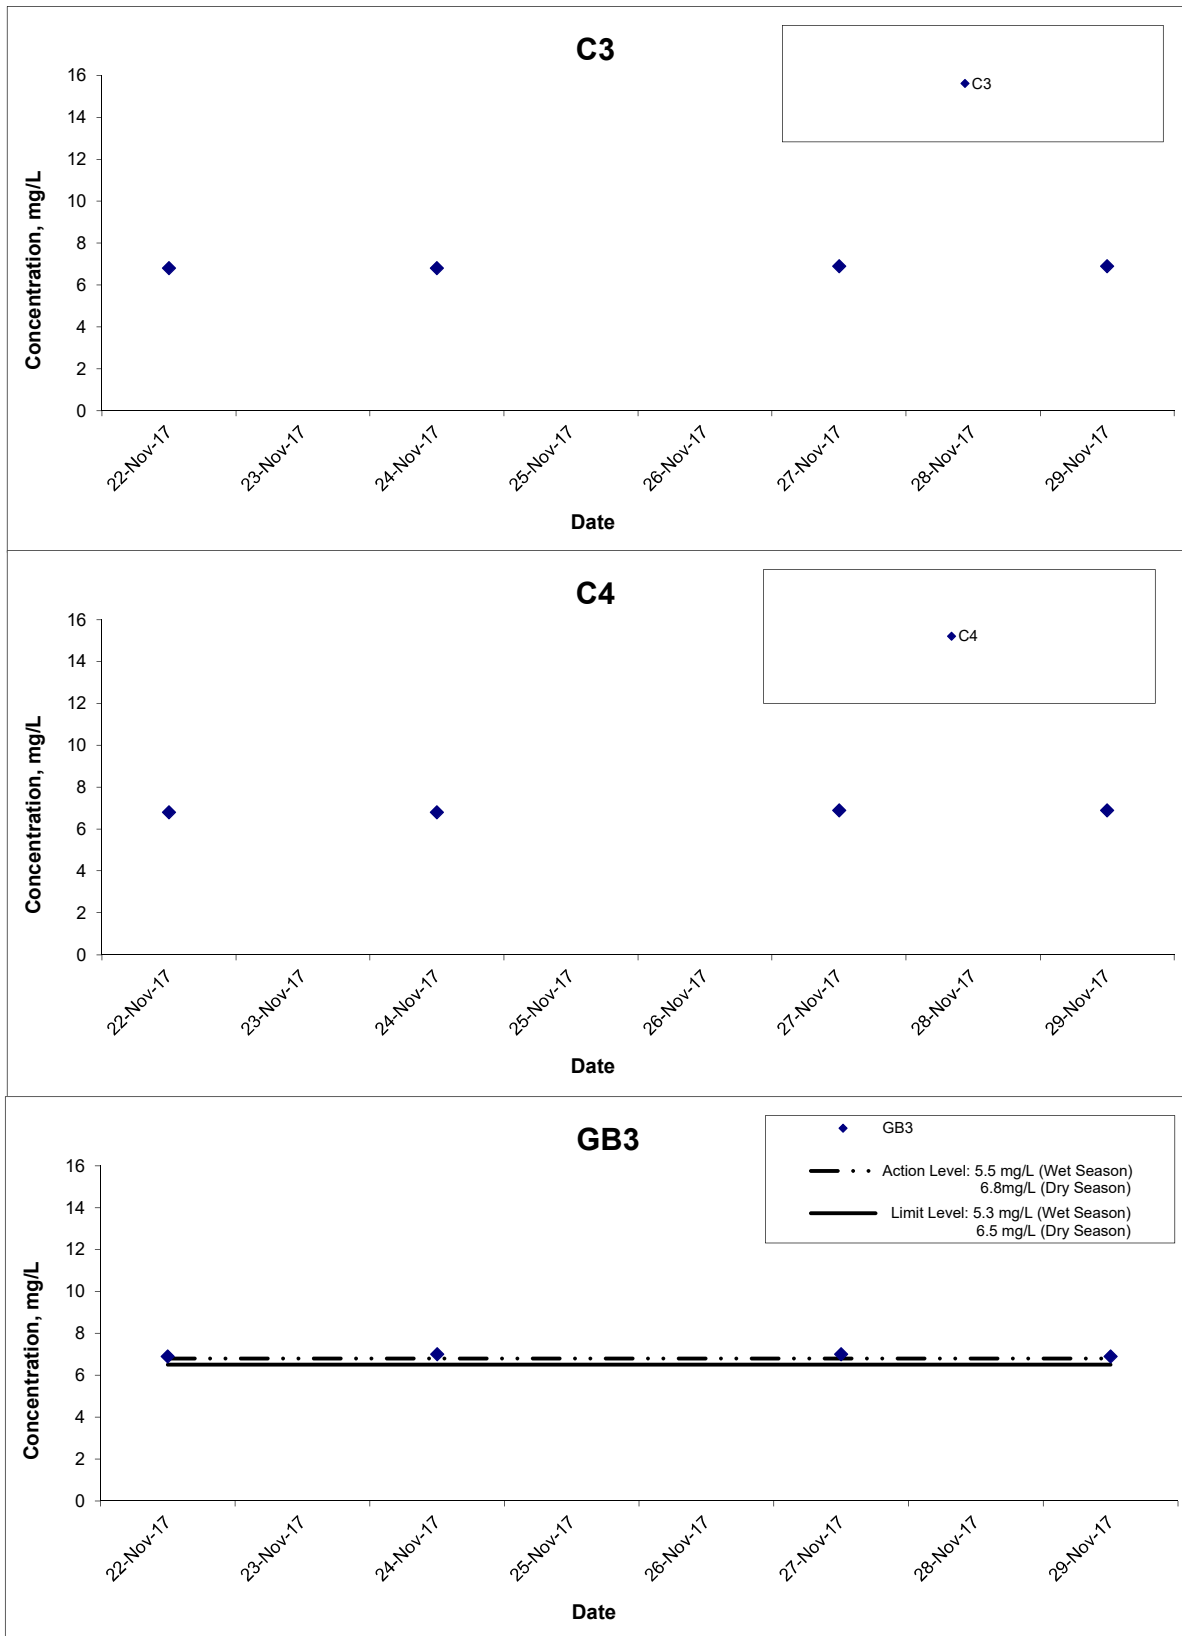 C3
C3
16
14
12
10
8
6
4
2
0
Concentration, mg/L
22-Nov-17
23-Nov-17
24-Nov-17
25-Nov-17
26-Nov-17
27-Nov-17
28-Nov-17
29-Nov-17
Date
C4
C4
16
14
12
10
8
6
4
2
0
Concentration, mg/L
22-Nov-17
23-Nov-17
24-Nov-17
25-Nov-17
26-Nov-17
27-Nov-17
28-Nov-17
29-Nov-17
Date
GB3
GB3
Action Level: 5.5 mg/L (Wet Season)
6.8mg/L (Dry Season)
Limit Level: 5.3 mg/L (Wet Season)
6.5 mg/L (Dry Season)
16
14
12
10
8
6
4
2
0
Concentration, mg/L
22-Nov-17
23-Nov-17
24-Nov-17
25-Nov-17
26-Nov-17
27-Nov-17
28-Nov-17
29-Nov-17
Date